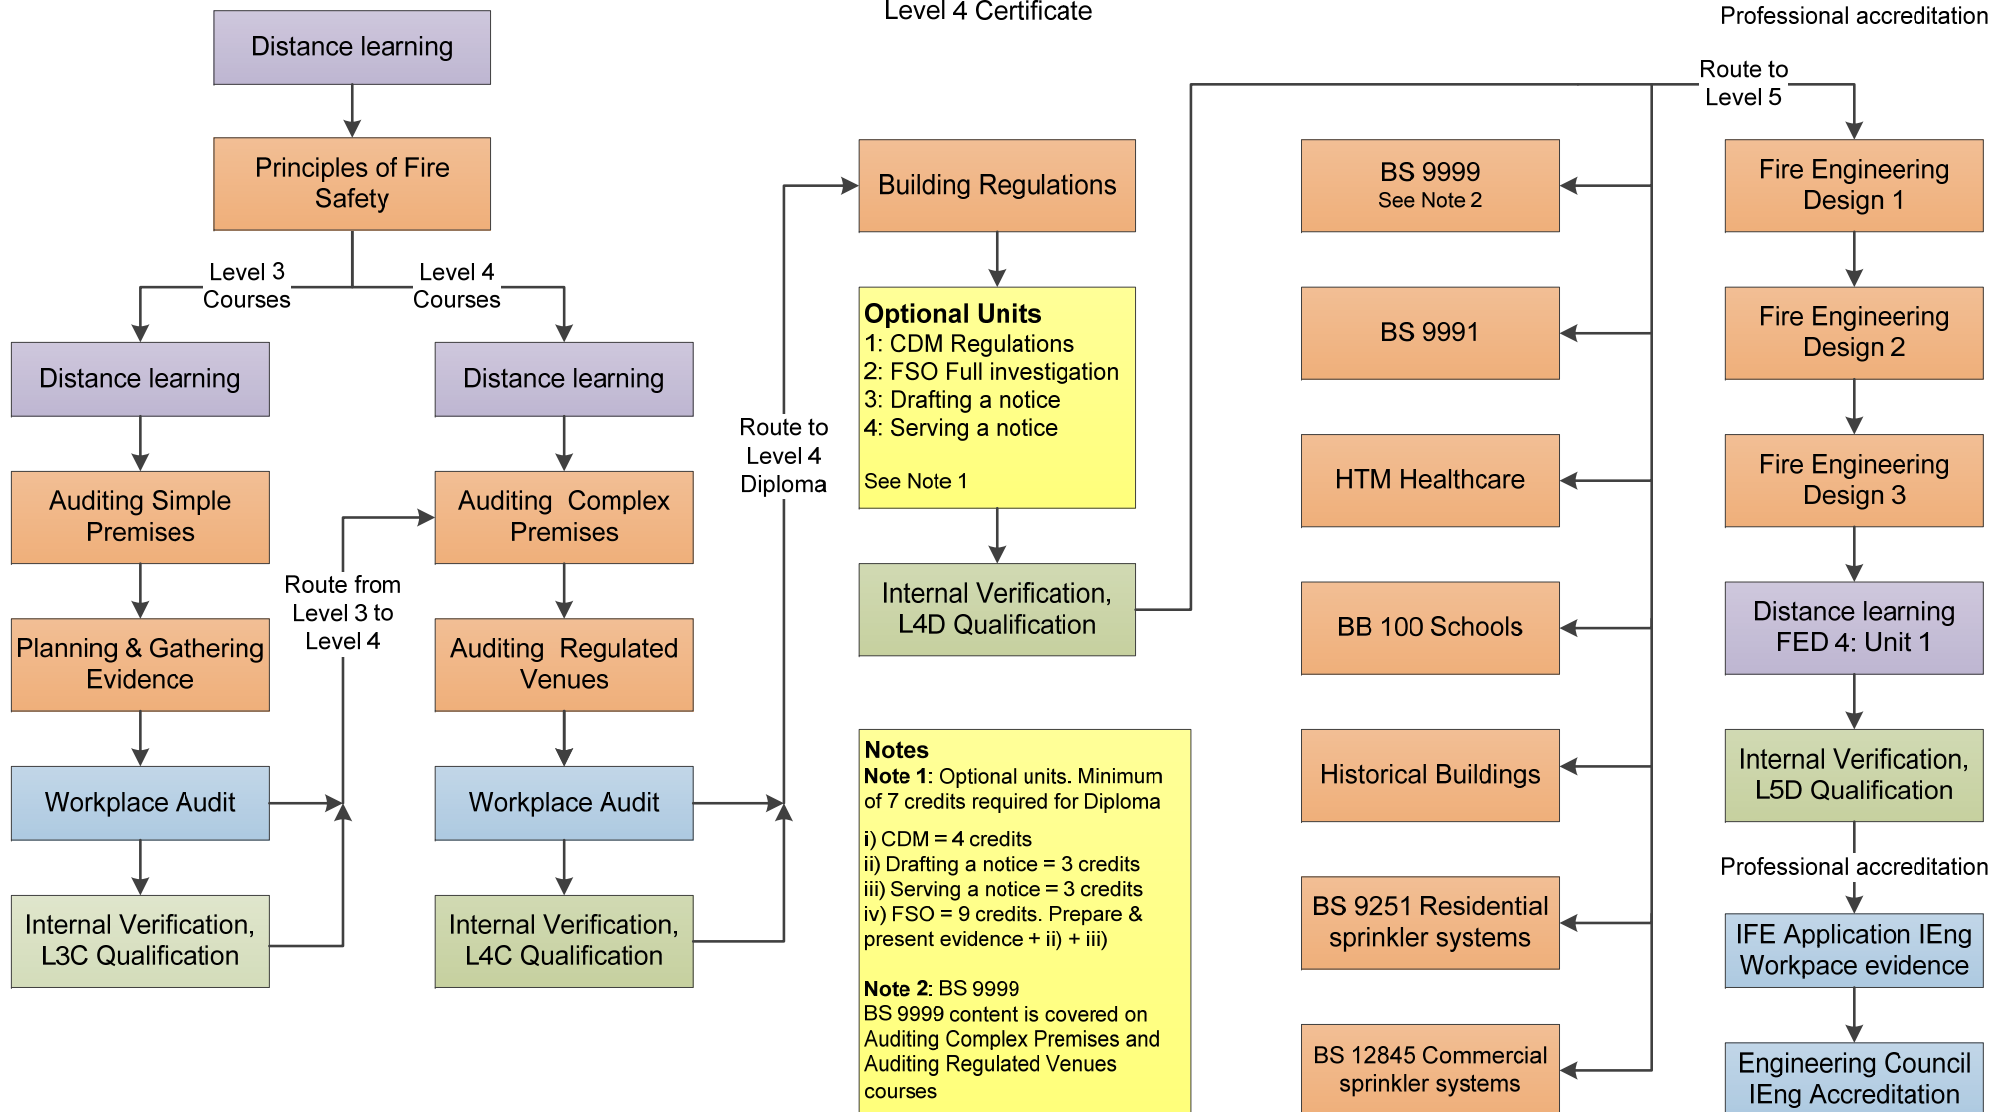 Level 4 Certificate
Professional accreditation
Distance learning
Principles of Fire
Safety
Level 3
Courses
Level 4
Courses
Distance learning
Auditing Simple
Premises
Planning & Gathering
Evidence
Workplace Audit
Internal Verification,
L3C Qualification
Route from
Level 3 to
Level 4
Distance learning
Auditing Complex
Premises
Auditing Regulated
Venues
Workplace Audit
Internal Verification,
L4C Qualification
Route to
Level 4
Diploma
Building Regulations
Optional Units
1: CDM Regulations
2: FSO Full investigation
3: Drafting a notice
4: Serving a notice
See Note 1
Internal Verification,
L4D Qualification
Notes
Note 1: Optional units. Minimum
of 7 credits required for Diploma
i) CDM = 4 credits
ii) Drafting a notice = 3 credits
iii) Serving a notice = 3 credits
iv) FSO = 9 credits. Prepare &
present evidence + ii) + iii)
Note 2: BS 9999
BS 9999 content is covered on
Auditing Complex Premises and
Auditing Regulated Venues
courses
BS 9999
See Note 2
BS 9991
HTM Healthcare
BB 100 Schools
Historical Buildings
BS 9251 Residential
sprinkler systems
BS 12845 Commercial
sprinkler systems
Route to
Level 5
Fire Engineering
Design 1
Fire Engineering
Design 2
Fire Engineering
Design 3
Distance learning
FED 4: Unit 1
Internal Verification,
L5D Qualification
Professional accreditation
IFE Application IEng
Workpace evidence
Engineering Council
IEng Accreditation